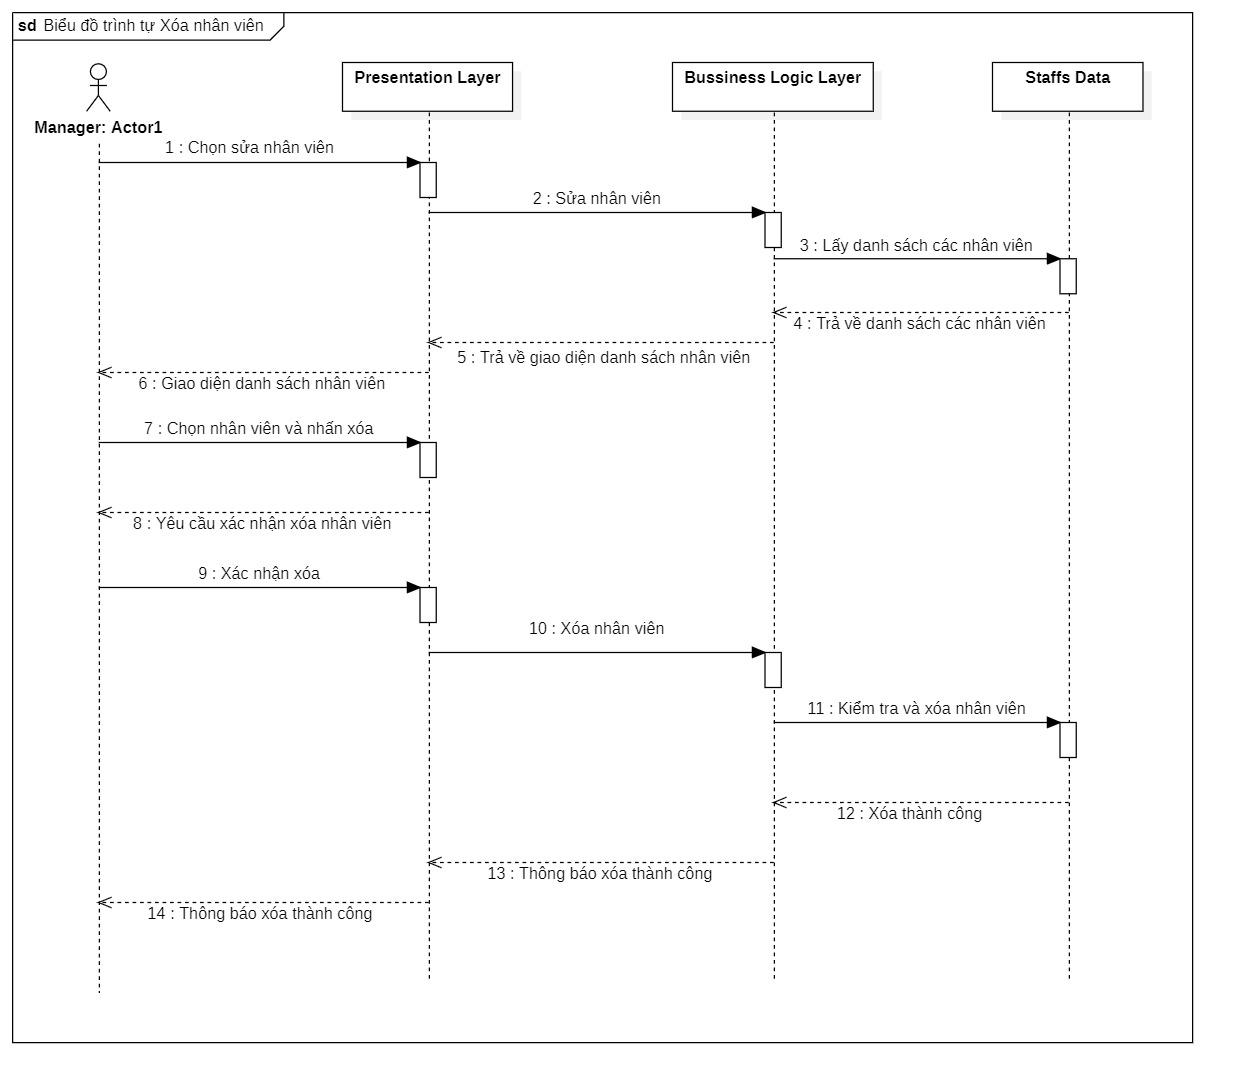 sd Biểu đồ trình tự Xóa nhân viên
Presentation Layer
Bussiness Logic Layer
Staffs Data
Manager: Actor1
1 : Chọn sửa nhân viên
2 : Sửa nhân viên
3 : Lấy danh sách các nhân viên
4 : Trả về danh sách các nhân viên
5 : Trả về giao diện danh sách nhân viên
6 : Giao diện danh sách nhân viên
7 : Chọn nhân viên và nhấn xóa
8 : Yêu cầu xác nhận xóa nhân viên
9 : Xác nhận xóa
10 : Xóa nhân viên
11 : Kiểm tra và xóa nhân viên
12 : Xóa thành công
13 : Thông báo xóa thành công
14 : Thông báo xóa thành công